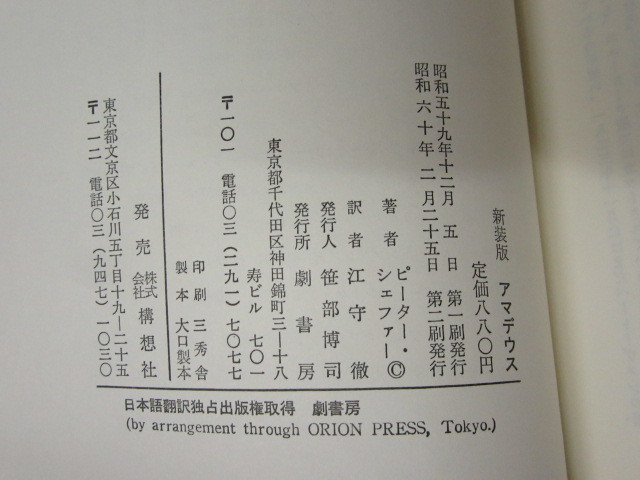 新装版 アマデウス
定価八八〇円
昭和五十九年十二月 五 日 第一刷発行
昭和 六十年 二月二十五日 第二刷発行
著 者 ピーター・シェファー©
訳 者 江 守 徹
発行人 笹 部 博 司
発行所 劇 書 房
東京都千代田区神田錦町三―十八
寿ビル 七〇一
〒一〇一 電話〇三(二九一)七〇七七
印 刷 三 秀 舎
製 本 大口製本
発 売 株式会社 構 想 社
東京都文京区小石川五丁目十九―二十五
〒一一二 電話〇三(九四七)一〇三〇
日本語翻訳独占出版権取得 劇書房
(by arrangement through ORION PRESS, Tokyo.)